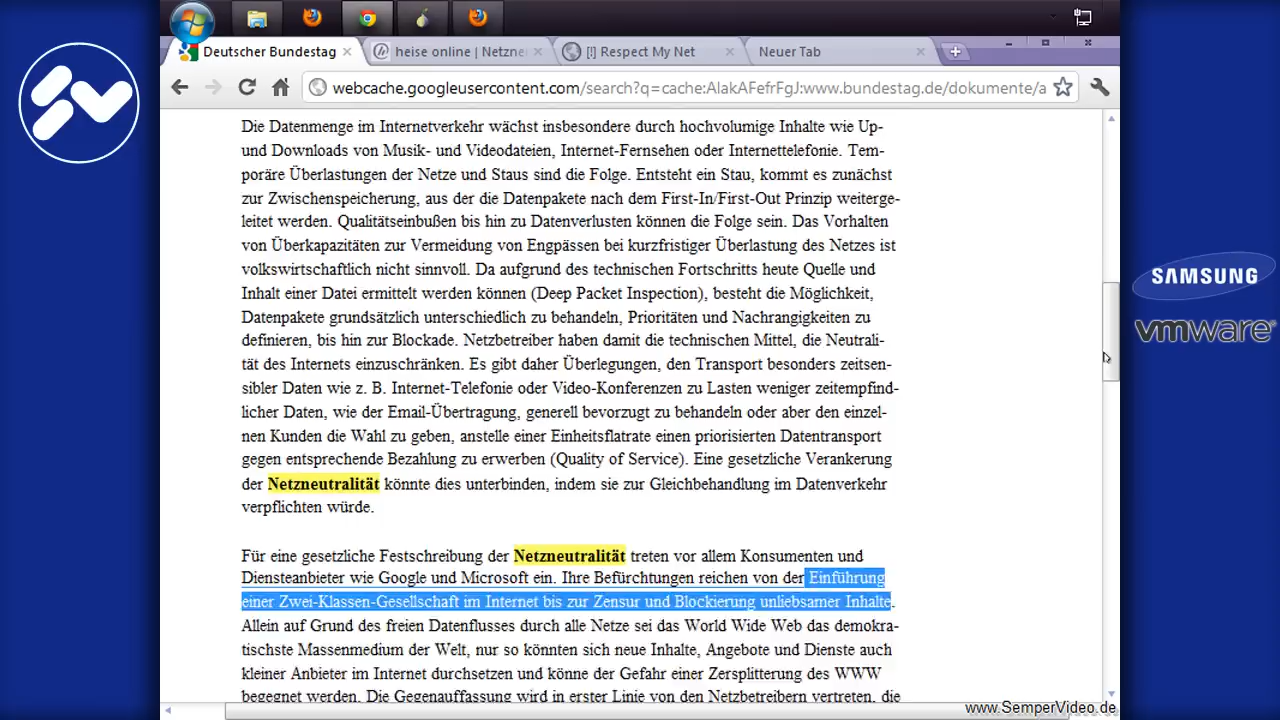 Deutscher Bundestag
heise online | Netzne
[!] Respect My Net
Neuer Tab
webcache.googleusercontent.com/search?q=cache:AlakAFefrFgJ:www.bundestag.de/dokumente/a
Die Datenmenge im Internetverkehr wächst insbesondere durch hochvolumige Inhalte wie Up-
und Downloads von Musik- und Videodateien, Internet-Fernsehen oder Internettelefonie. Tem-
poräre Überlastungen der Netze und Staus sind die Folge. Entsteht ein Stau, kommt es zunächst
zur Zwischenspeicherung, aus der die Datenpakete nach dem First-In/First-Out Prinzip weiterge-
leitet werden. Qualitätseinbußen bis hin zu Datenverlusten können die Folge sein. Das Vorhalten
von Überkapazitäten zur Vermeidung von Engpässen bei kurzfristiger Überlastung des Netzes ist
volkswirtschaftlich nicht sinnvoll. Da aufgrund des technischen Fortschritts heute Quelle und
Inhalt einer Datei ermittelt werden können (Deep Packet Inspection), besteht die Möglichkeit,
Datenpakete grundsätzlich unterschiedlich zu behandeln, Prioritäten und Nachrangigkeiten zu
definieren, bis hin zur Blockade. Netzbetreiber haben damit die technischen Mittel, die Neutrali-
tät des Internets einzuschränken. Es gibt daher Überlegungen, den Transport besonders zeitsen-
sibler Daten wie z. B. Internet-Telefonie oder Video-Konferenzen zu Lasten weniger zeitempfind-
licher Daten, wie der Email-Übertragung, generell bevorzugt zu behandeln oder aber den einzel-
nen Kunden die Wahl zu geben, anstelle einer Einheitsflatrate einen priorisierten Datentransport
gegen entsprechende Bezahlung zu erwerben (Quality of Service). Eine gesetzliche Verankerung
der Netzneutralität könnte dies unterbinden, indem sie zur Gleichbehandlung im Datenverkehr
verpflichten würde.
Für eine gesetzliche Festschreibung der Netzneutralität treten vor allem Konsumenten und
Diensteanbieter wie Google und Microsoft ein. Ihre Befürchtungen reichen von der Einführung
einer Zwei-Klassen-Gesellschaft im Internet bis zur Zensur und Blockierung unliebsamer Inhalte.
Allein auf Grund des freien Datenflusses durch alle Netze sei das World Wide Web das demokra-
tischste Massenmedium der Welt, nur so könnten sich neue Inhalte, Angebote und Dienste auch
kleiner Anbieter im Internet durchsetzen und könne der Gefahr einer Zersplitterung des WWW
begegnet werden. Die Gegenauffassung wird in erster Linie von den Netzbetreibern vertreten, die
SAMSUNG
vmware
www.SemperVideo.de